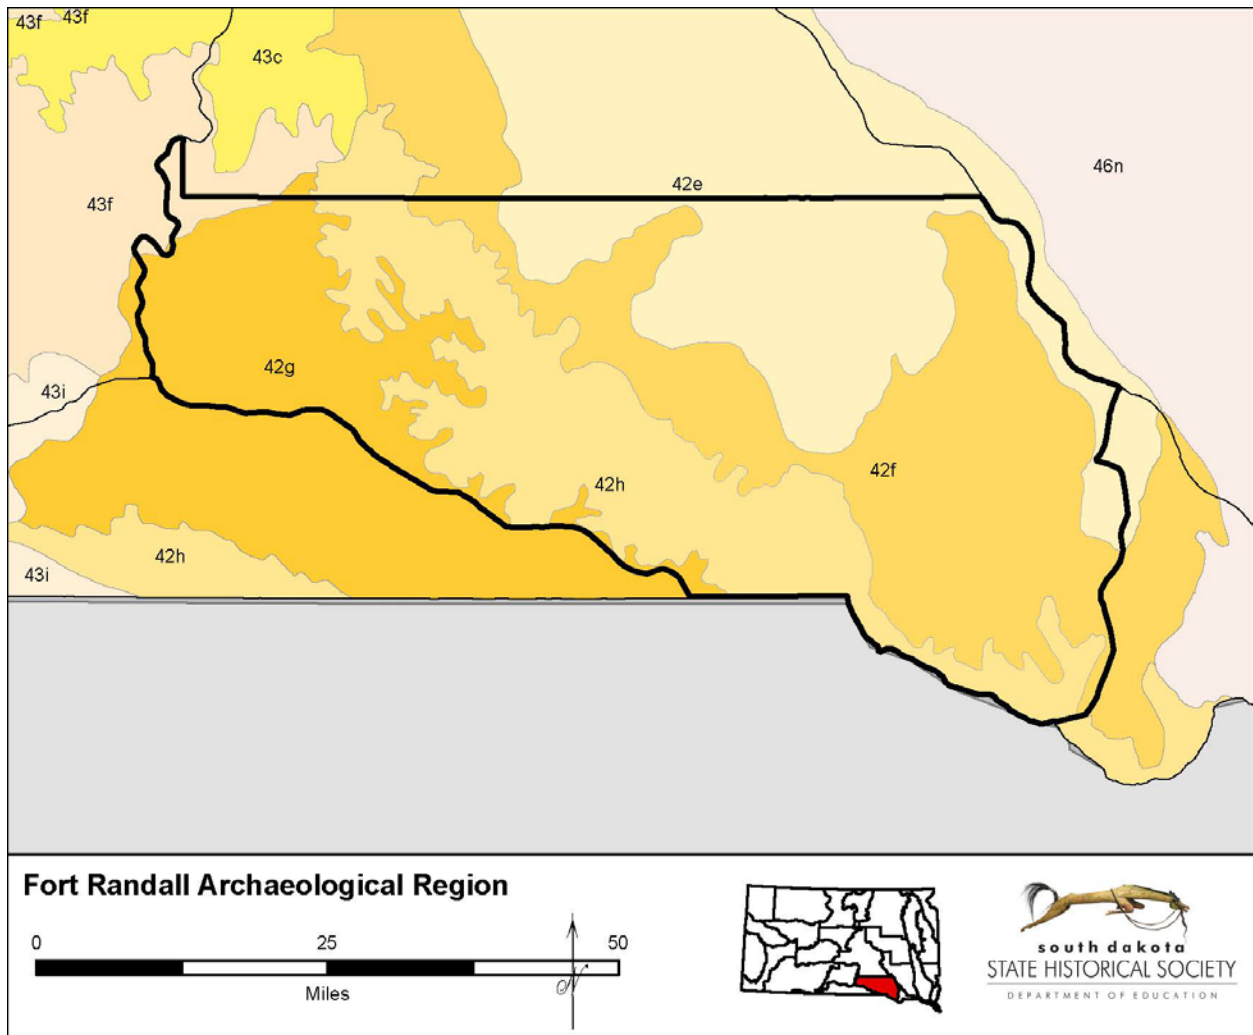 43f
43f
43c
46n
42e
43f
42g
43i
42f
42h
42h
43i
Fort Randall Archaeological Region
0 25 50
Miles
N
south dakota
STATE HISTORICAL SOCIETY
DEPARTMENT OF EDUCATION